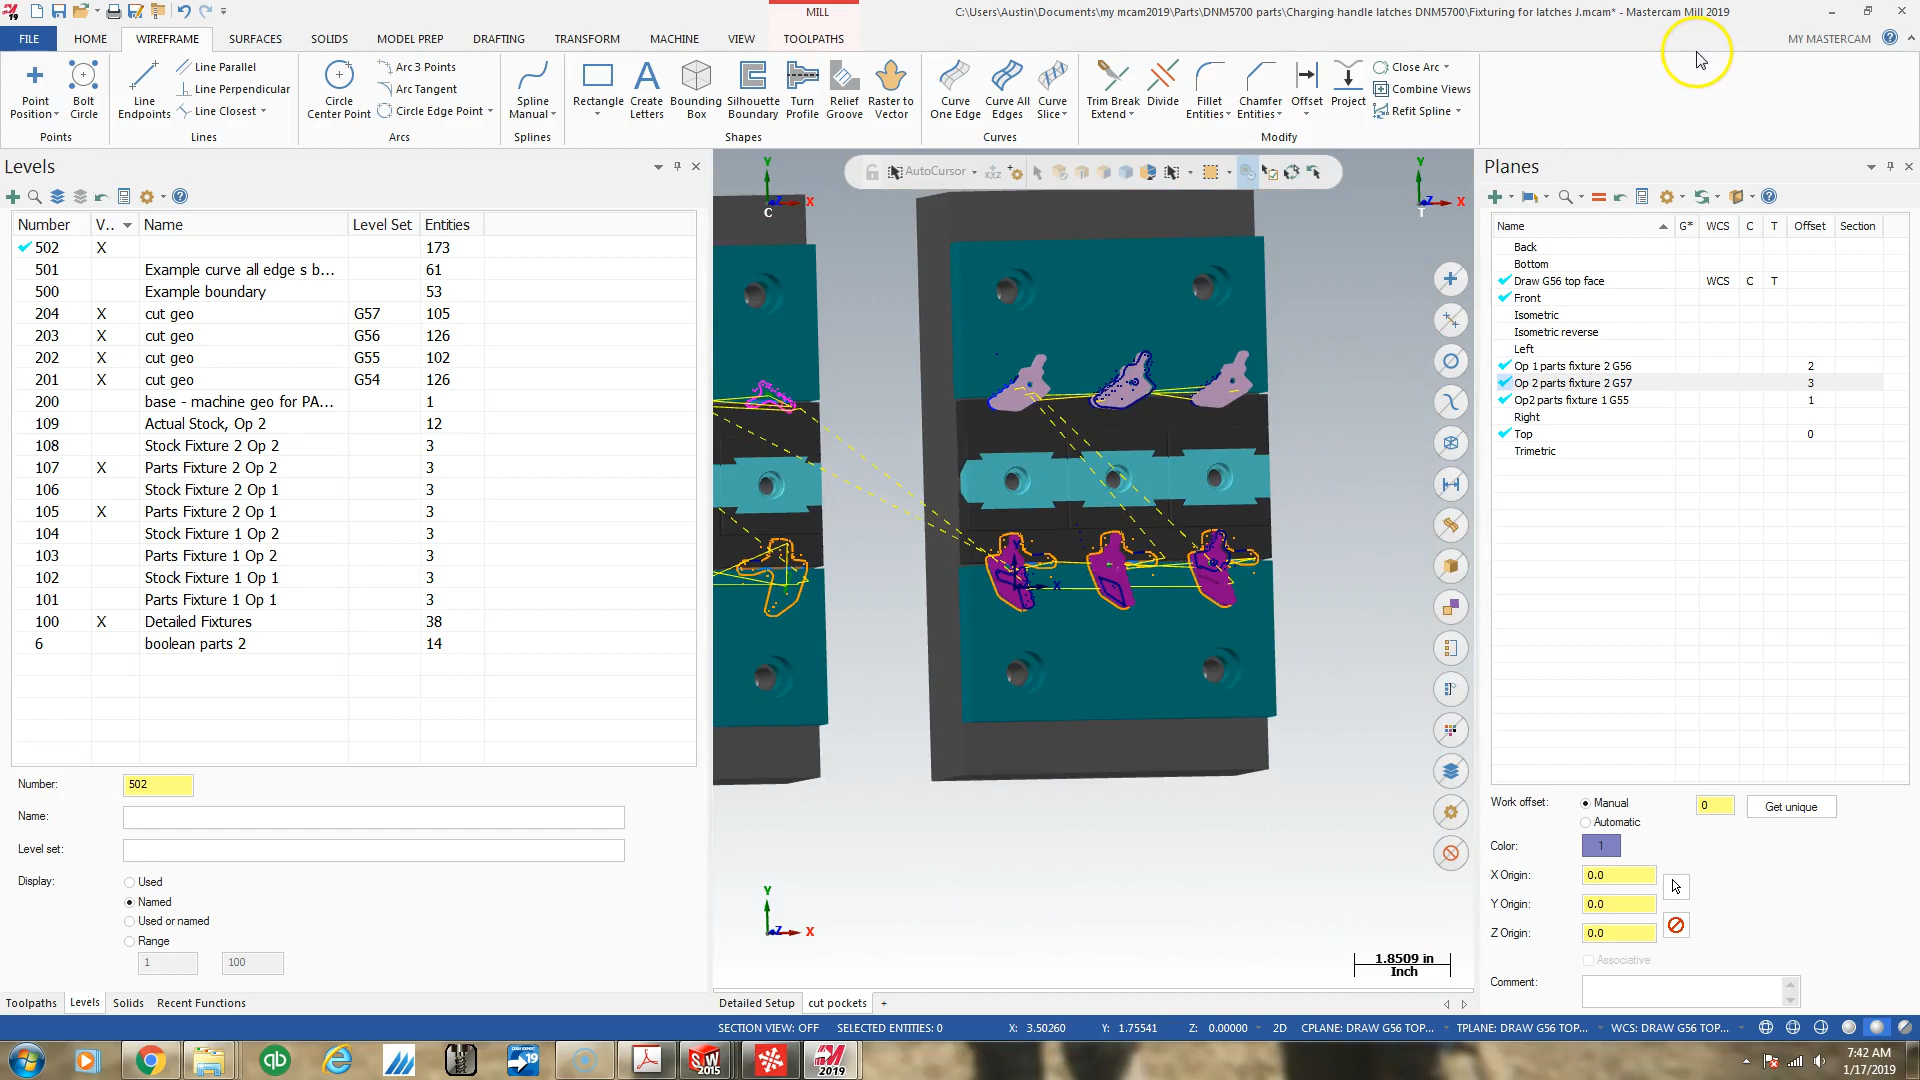 19
MILL
C:\Users\Austin\Documents\my mcam2019\Parts\DNM5700 parts\Charging handle latches DNM5700\Fixturing for latches J.mcam* - Mastercam Mill 2019
FILE HOME WIREFRAME SURFACES SOLIDS MODEL PREP DRAFTING TRANSFORM MACHINE VIEW TOOLPATHS MY MASTERCAM
Point Position
Bolt Circle
Points
Line Endpoints
Line Parallel
Line Perpendicular
Line Closest
Lines
Circle Center Point
Arc 3 Points
Arc Tangent
Circle Edge Point
Arcs
Spline Manual
Splines
Rectangle
Create Letters
Bounding Box
Silhouette Boundary
Turn Profile
Relief Groove
Raster to Vector
Shapes
Curve One Edge
Curve All Edges
Curve Slice
Curves
Trim Break Extend
Divide
Fillet Entities
Chamfer Entities
Offset
Project
Close Arc
Combine Views
Refit Spline
Modify
Levels
Number V.. Name Level Set Entities
502 X 173
501 Example curve all edge s b... 61
500 Example boundary 53
204 X cut geo G57 105
203 X cut geo G56 126
202 X cut geo G55 102
201 X cut geo G54 126
200 base - machine geo for PA... 1
109 Actual Stock, Op 2 12
108 Stock Fixture 2 Op 2 3
107 X Parts Fixture 2 Op 2 3
106 Stock Fixture 2 Op 1 3
105 X Parts Fixture 2 Op 1 3
104 Stock Fixture 1 Op 2 3
103 Parts Fixture 1 Op 2 3
102 Stock Fixture 1 Op 1 3
101 Parts Fixture 1 Op 1 3
100 X Detailed Fixtures 38
6 boolean parts 2 14
Number: 502
Name:
Level set:
Display: Used
Named
Used or named
Range
1 100
Toolpaths Levels Solids Recent Functions
AutoCursor
Y
Z X
C
Y
Z X
T
X
Y
Z X
1.8509 in
Inch
Detailed Setup cut pockets +
Planes
Name G* WCS C T Offset Section
Back
Bottom
Draw G56 top face WCS C T
Front
Isometric
Isometric reverse
Left
Op 1 parts fixture 2 G56 2
Op 2 parts fixture 2 G57 3
Op2 parts fixture 1 G55 1
Right
Top 0
Trimetric
Work offset: Manual 0 Get unique
Automatic
Color: 1
X Origin: 0.0
Y Origin: 0.0
Z Origin: 0.0
Associative
Comment:
SECTION VIEW: OFF SELECTED ENTITIES: 0 X: 3.50260 Y: 1.75541 Z: 0.00000 2D CPLANE: DRAW G56 TOP... TPLANE: DRAW G56 TOP... WCS: DRAW G56 TOP...
qb
19
SW
2015
2019
7:42 AM
1/17/2019